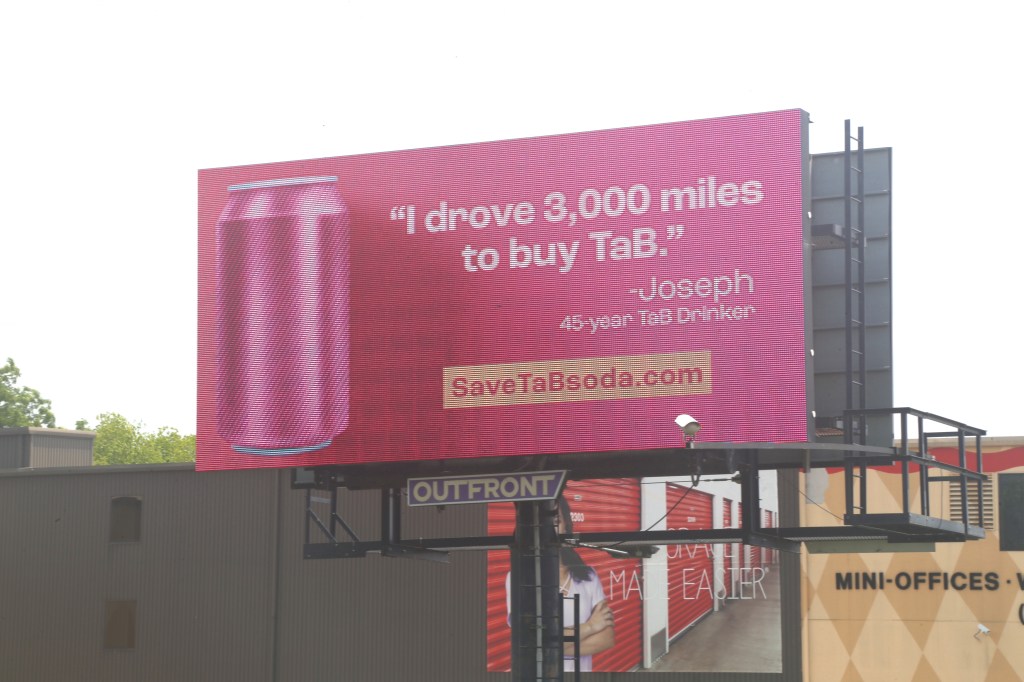 “I drove 3,000 miles
to buy TaB.”
-Joseph
45-year TaB Drinker
SaveTaBsoda.com
OUTFRONT
MADE EASIER
MINI-OFFICES ·